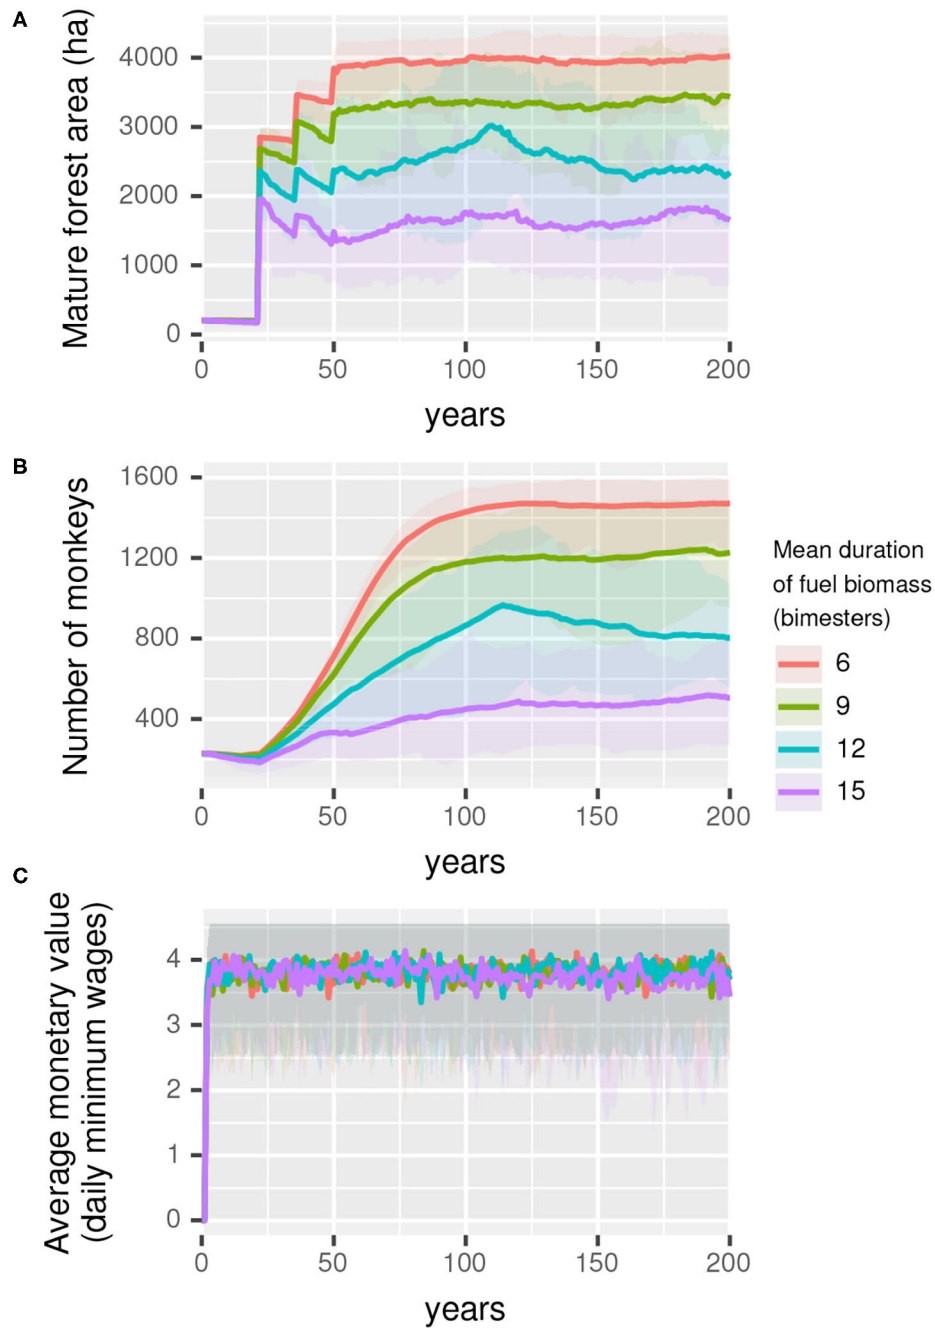 A
Mature forest area (ha)
4000
3000
2000
1000
0
0 50 100 150 200
years
B
Number of monkeys
1600
1200
800
400
0 50 100 150 200
years
Mean duration
of fuel biomass
(bimesters)
6
9
12
15
C
Average monetary value
(daily minimum wages)
4
3
2
1
0
0 50 100 150 200
years